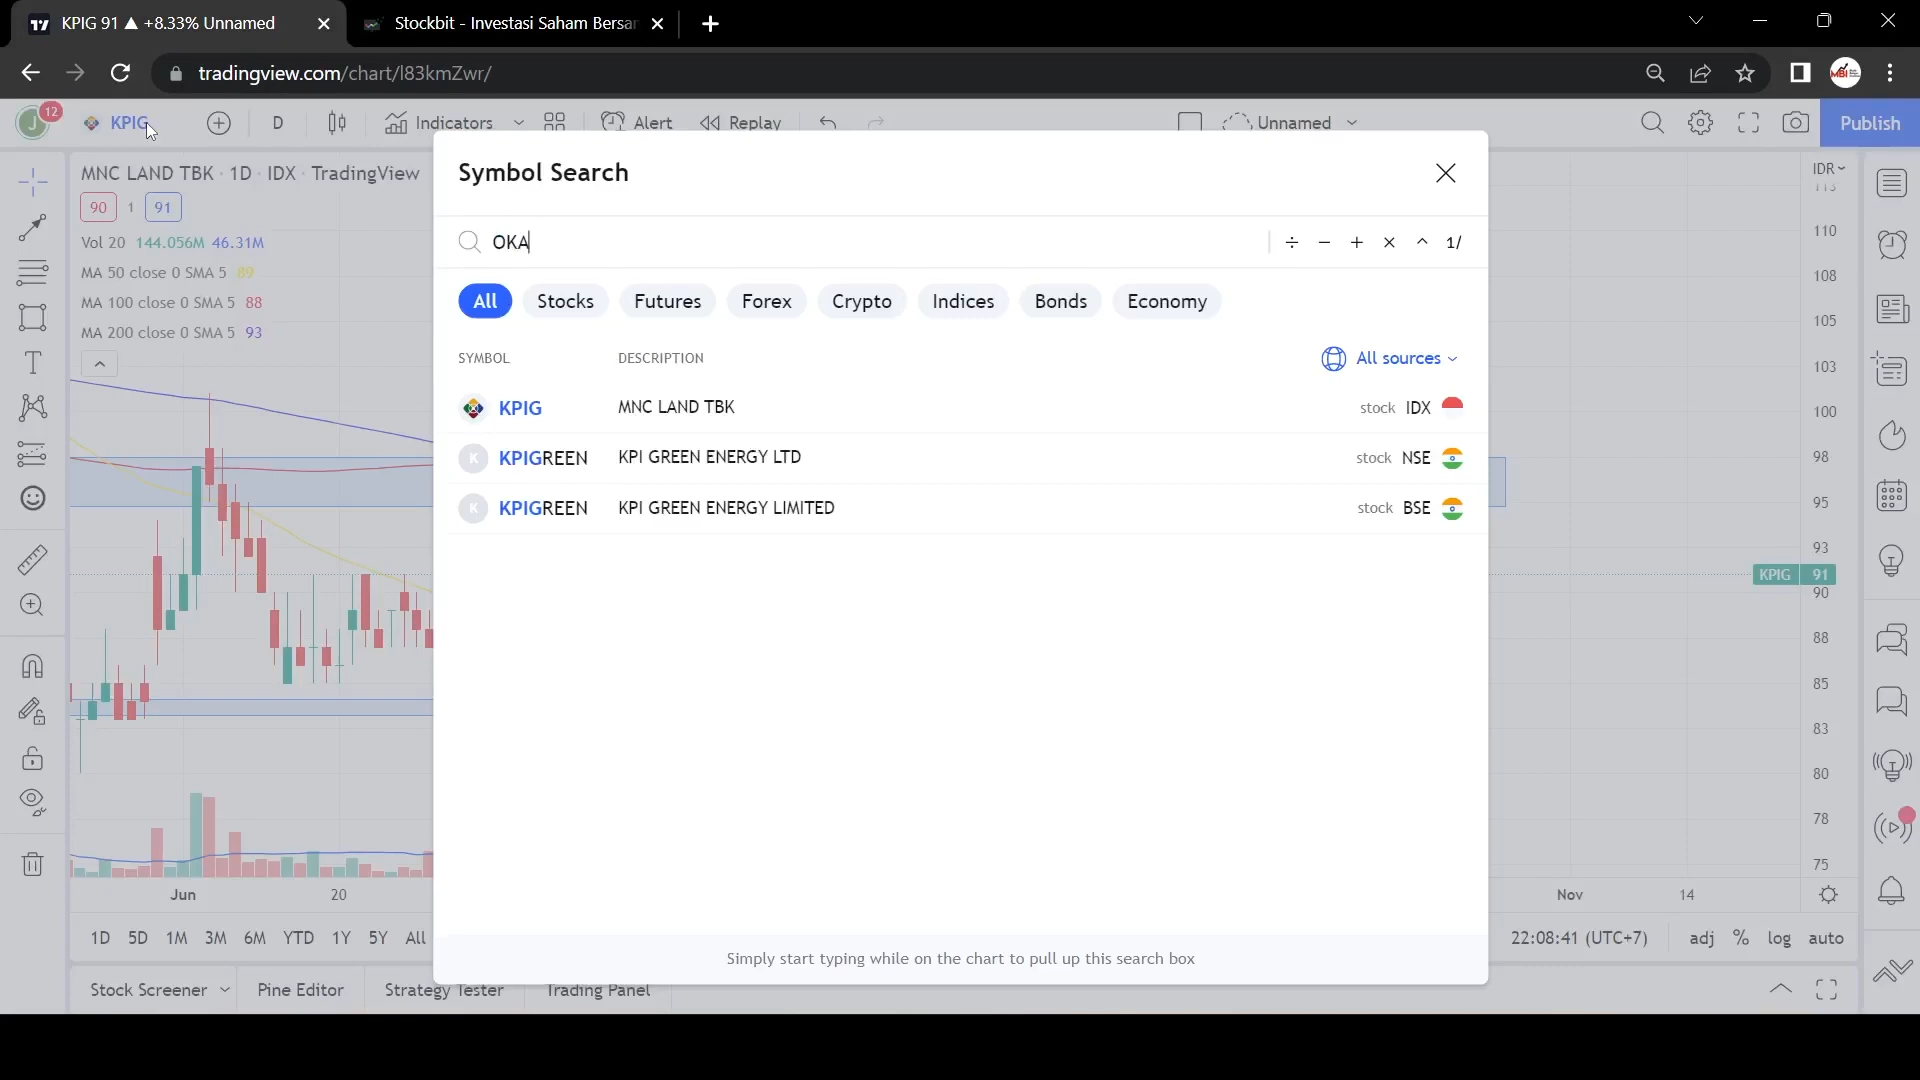 KPIG 91 ▲ +8.33% Unnamed
Stockbit - Investasi Saham Bersar
tradingview.com/chart/l83kmZwr/
J 12 KPIG D Indicators Alert Replay Unnamed Publish
MNC LAND TBK · 1D · IDX · TradingView
90 1 91
Vol 20 144.056M 46.31M
MA 50 close 0 SMA 5 89
MA 100 close 0 SMA 5 88
MA 200 close 0 SMA 5 93
Symbol Search
OKA
÷ − + × ^ 1/
All Stocks Futures Forex Crypto Indices Bonds Economy
SYMBOL DESCRIPTION All sources
KPIG MNC LAND TBK stock IDX
K KPIGREEN KPI GREEN ENERGY LTD stock NSE
K KPIGREEN KPI GREEN ENERGY LIMITED stock BSE
Simply start typing while on the chart to pull up this search box
IDR
113
110
108
105
103
100
98
95
93
KPIG 91
90
88
85
83
80
78
75
Jun 20 Nov 14
1D 5D 1M 3M 6M YTD 1Y 5Y All
22:08:41 (UTC+7) adj % log auto
Stock Screener Pine Editor Strategy Tester Trading Panel